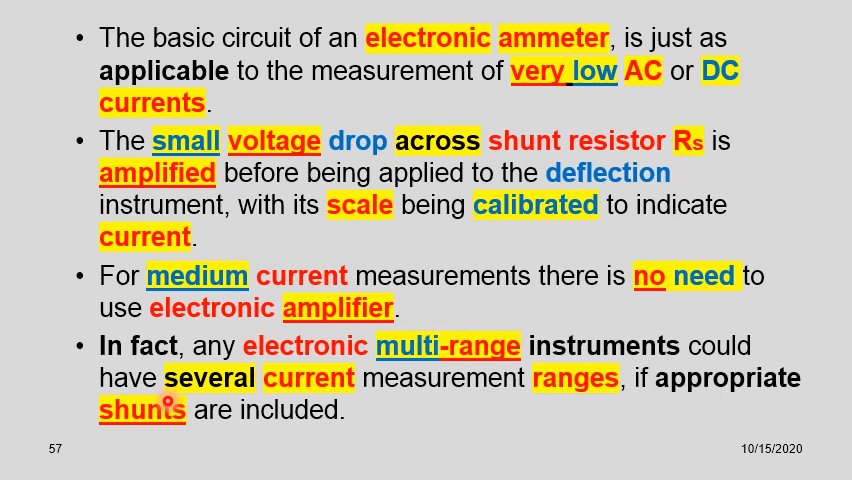 • The basic circuit of an electronic ammeter, is just as
applicable to the measurement of very low AC or DC
currents.
• The small voltage drop across shunt resistor Rs is
amplified before being applied to the deflection
instrument, with its scale being calibrated to indicate
current.
• For medium current measurements there is no need to
use electronic amplifier.
• In fact, any electronic multi-range instruments could
have several current measurement ranges, if appropriate
shunts are included.
57 10/15/2020